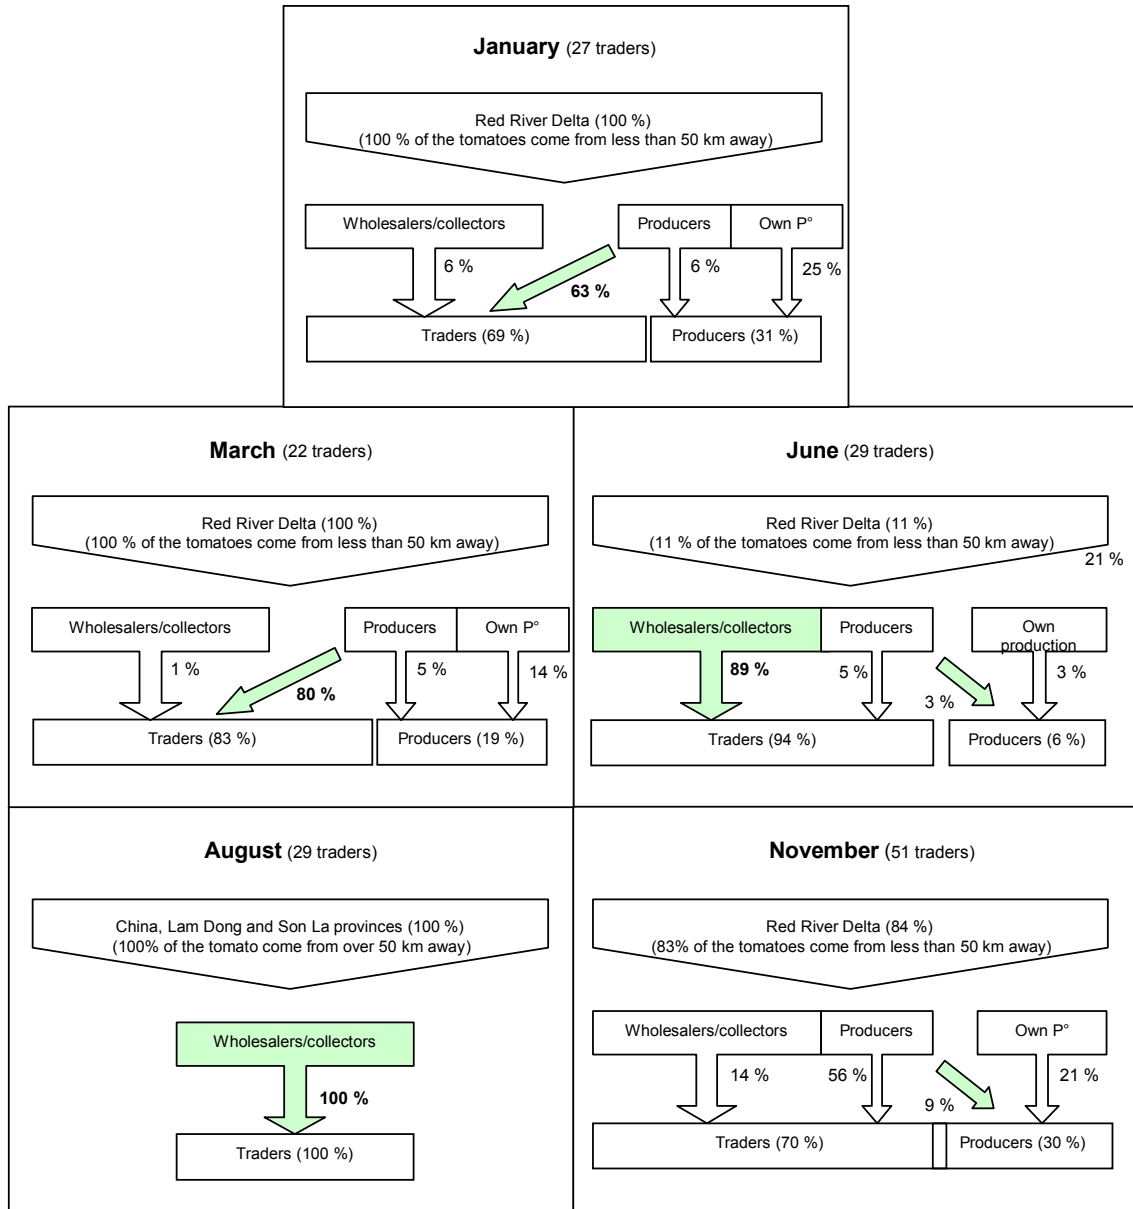 January (27 traders)
Red River Delta (100 %)
(100 % of the tomatoes come from less than 50 km away)
Wholesalers/collectors
Producers
Own P°
6 %
63 %
6 %
25 %
Traders (69 %)
Producers (31 %)
March (22 traders)
Red River Delta (100 %)
(100 % of the tomatoes come from less than 50 km away)
Wholesalers/collectors
Producers
Own P°
1 %
80 %
5 %
14 %
Traders (83 %)
Producers (19 %)
June (29 traders)
Red River Delta (11 %)
(11 % of the tomatoes come from less than 50 km away)
21 %
Wholesalers/collectors
Producers
Own
production
89 %
5 %
3 %
3 %
Traders (94 %)
Producers (6 %)
August (29 traders)
China, Lam Dong and Son La provinces (100 %)
(100% of the tomato come from over 50 km away)
Wholesalers/collectors
100 %
Traders (100 %)
November (51 traders)
Red River Delta (84 %)
(83% of the tomatoes come from less than 50 km away)
Wholesalers/collectors
Producers
Own P°
14 %
56 %
9 %
21 %
Traders (70 %)
Producers (30 %)